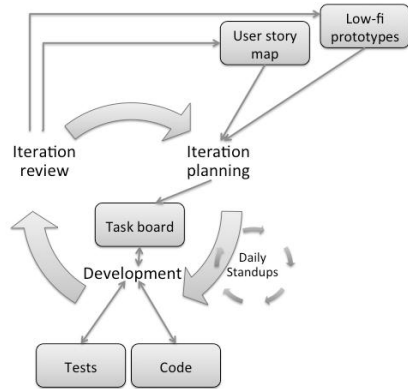 Low-fi
prototypes
User story
map
Iteration
review
Iteration
planning
Task board
Daily
Standups
Development
Tests
Code